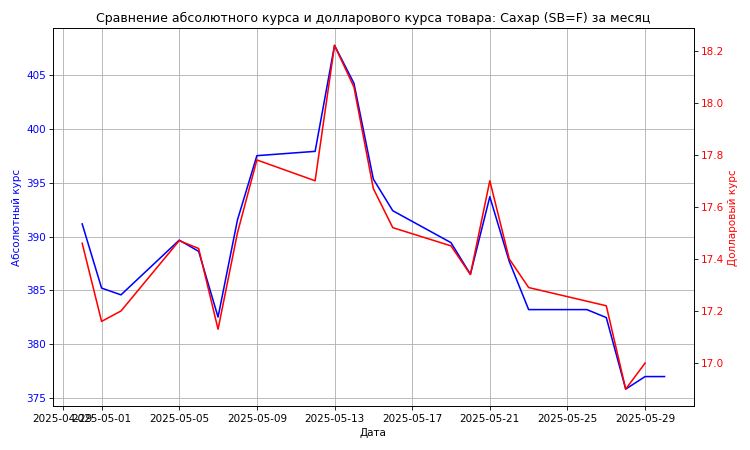 Сравнение абсолютного курса и долларового курса товара: Сахар (SB=F) за месяц
Абсолютный курс
405
400
395
390
385
380
375
18.2
18.0
17.8
17.6
17.4
17.2
17.0
Долларовый курс
2025-04-29 2025-05-01 2025-05-05 2025-05-09 2025-05-13 2025-05-17 2025-05-21 2025-05-25 2025-05-29
Дата